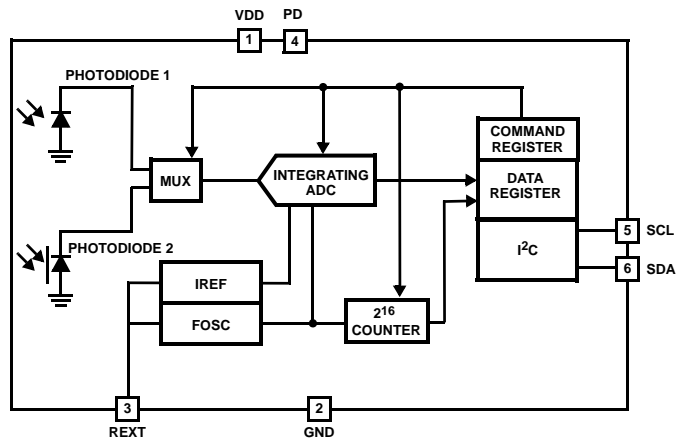 VDD PD
1 4
PHOTODIODE 1
COMMAND
REGISTER
MUX
INTEGRATING
ADC
DATA
REGISTER
PHOTODIODE 2
I²C
5 SCL
6 SDA
IREF
FOSC
2¹⁶
COUNTER
3
REXT
2
GND